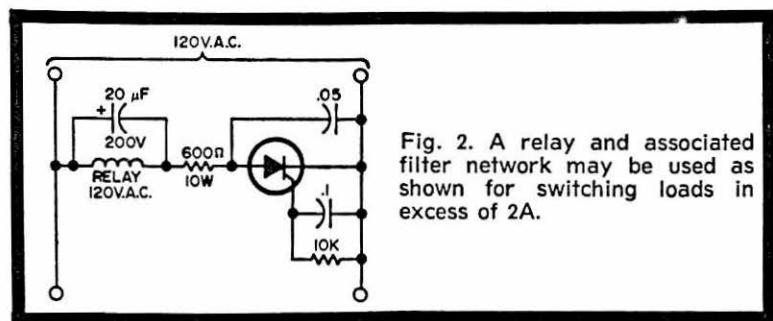 120V.A.C.
20 µF
+
200V
RELAY
120V.A.C.
600Ω
10W
.05
.1
10K
Fig. 2. A relay and associated
filter network may be used as
shown for switching loads in
excess of 2A.